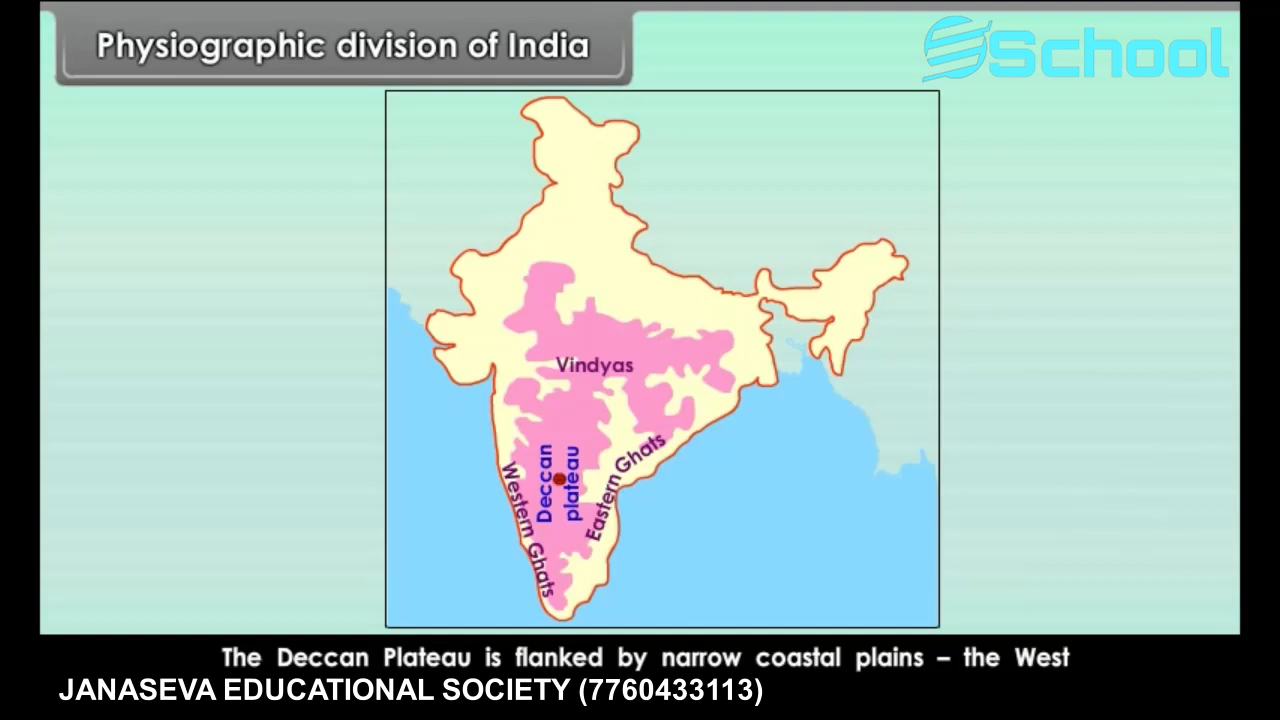 Physiographic division of India
School
Vindyas
Deccan
plateau
Western Ghats
Eastern Ghats
The Deccan Plateau is flanked by narrow coastal plains – the West
JANASEVA EDUCATIONAL SOCIETY (7760433113)